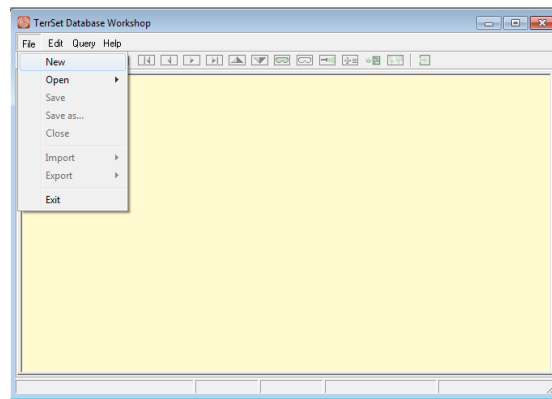 TerrSet Database Workshop
File Edit Query Help
New
Open
Save
Save as...
Close
Import
Export
Exit